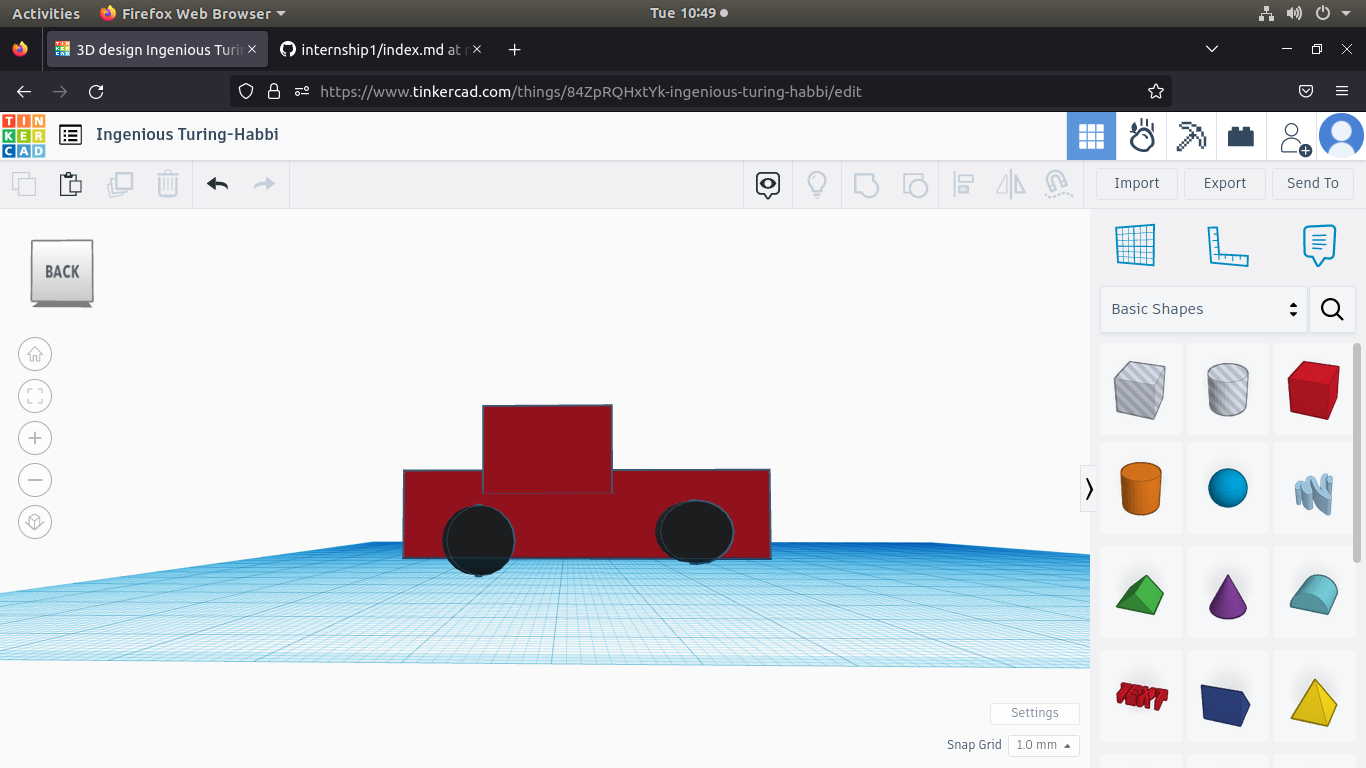 Activities
Firefox Web Browser
Tue 10:49
3D design Ingenious Turi
internship1/index.md at r
https://www.tinkercad.com/things/84ZpRQHxtYk-ingenious-turing-habbi/edit
TIN
KER
CAD
Ingenious Turing-Habbi
Import
Export
Send To
BACK
Basic Shapes
TEXT
Settings
Snap Grid
1.0 mm